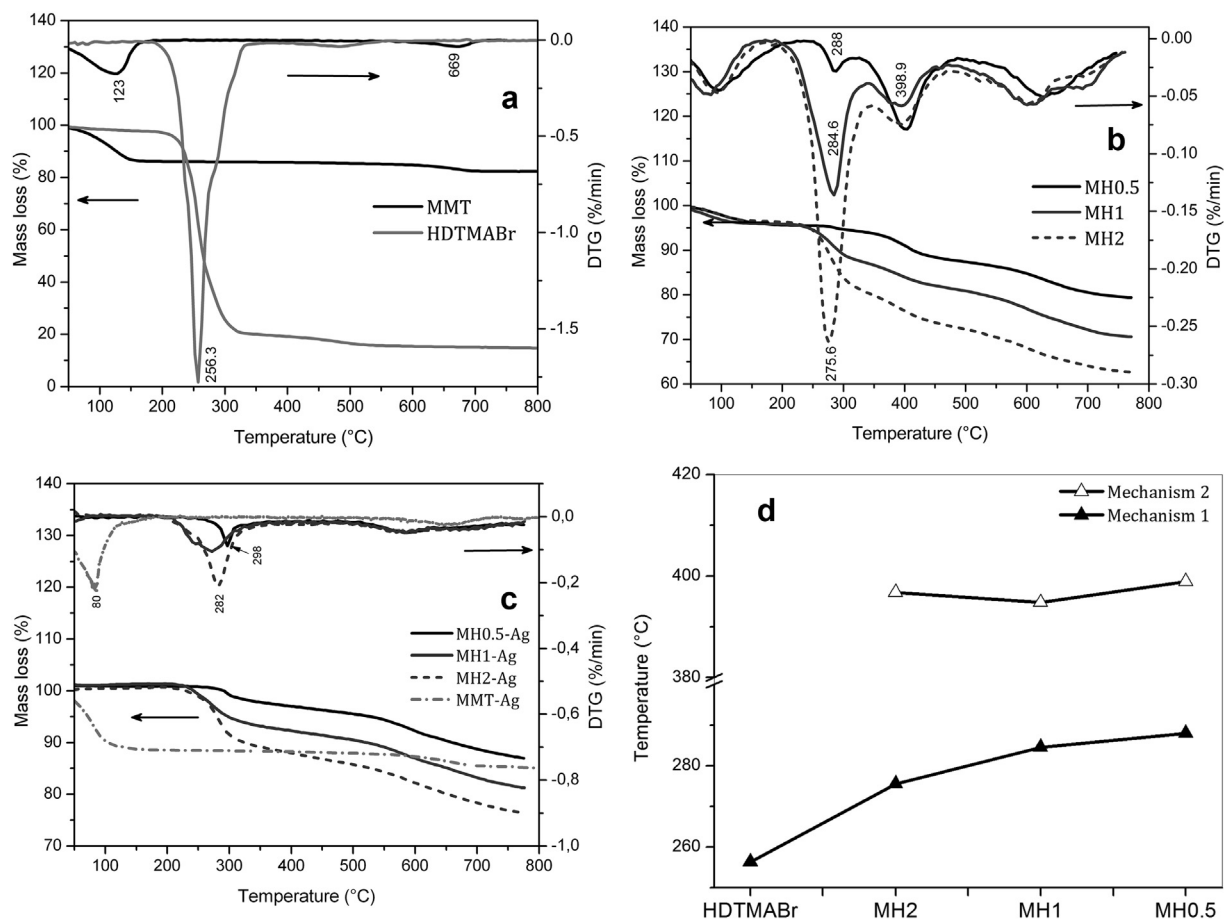 140
0.0
120
123
669
a
100
-0.5
80
60
MMT
HDTMABr
-1.0
40
20
-1.5
256.3
0
100 200 300 400 500 600 700 800
Mass loss (%)
DTG (%/min)
Temperature (°C)
140
0.00
130
288
398.9
-0.05
120
b
284.6
-0.10
110
MH0.5
MH1
MH2
100
-0.15
90
-0.20
80
-0.25
70
275.6
60
-0.30
100 200 300 400 500 600 700 800
Mass loss (%)
DTG (%/min)
Temperature (°C)
140
130
0,0
298
120
80
282
-0,2
c
110
-0,4
MH0.5-Ag
MH1-Ag
MH2-Ag
MMT-Ag
100
-0,6
90
80
-0,8
70
-1,0
100 200 300 400 500 600 700 800
Mass loss (%)
DTG (%/min)
Temperature (°C)
420
d
Mechanism 2
Mechanism 1
400
380
280
260
Temperature (°C)
HDTMABr MH2 MH1 MH0.5